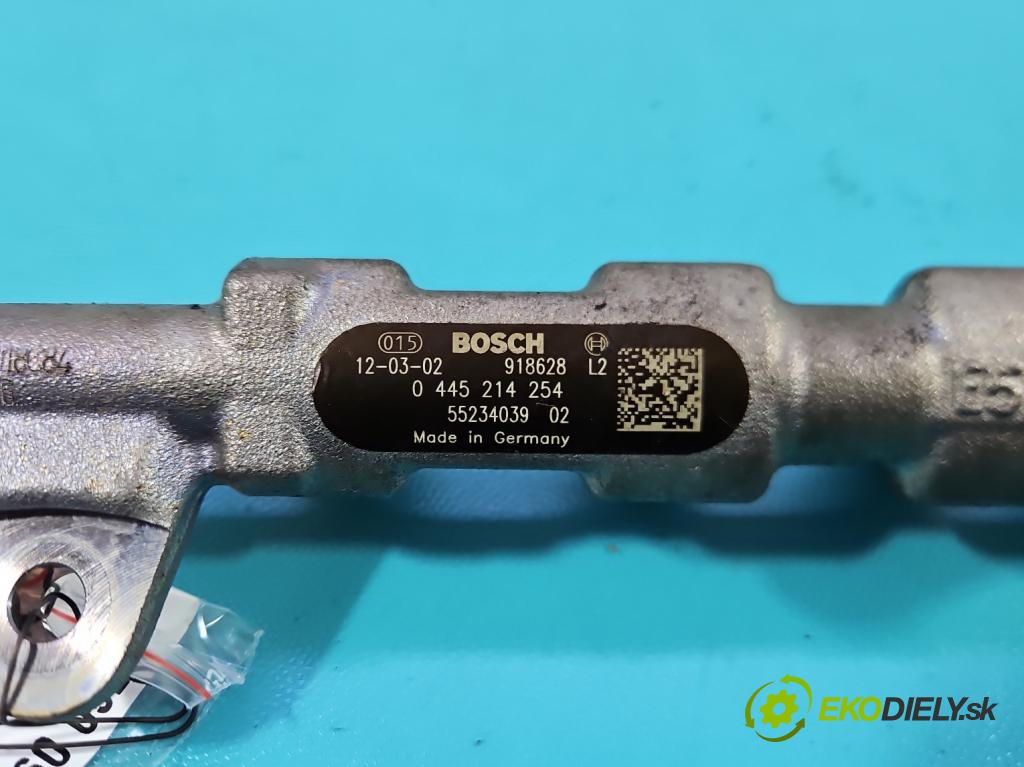 015 BOSCH
12-03-02 918628 L2
0 445 214 254
55234039 02
Made in Germany
EKODIELY.sk